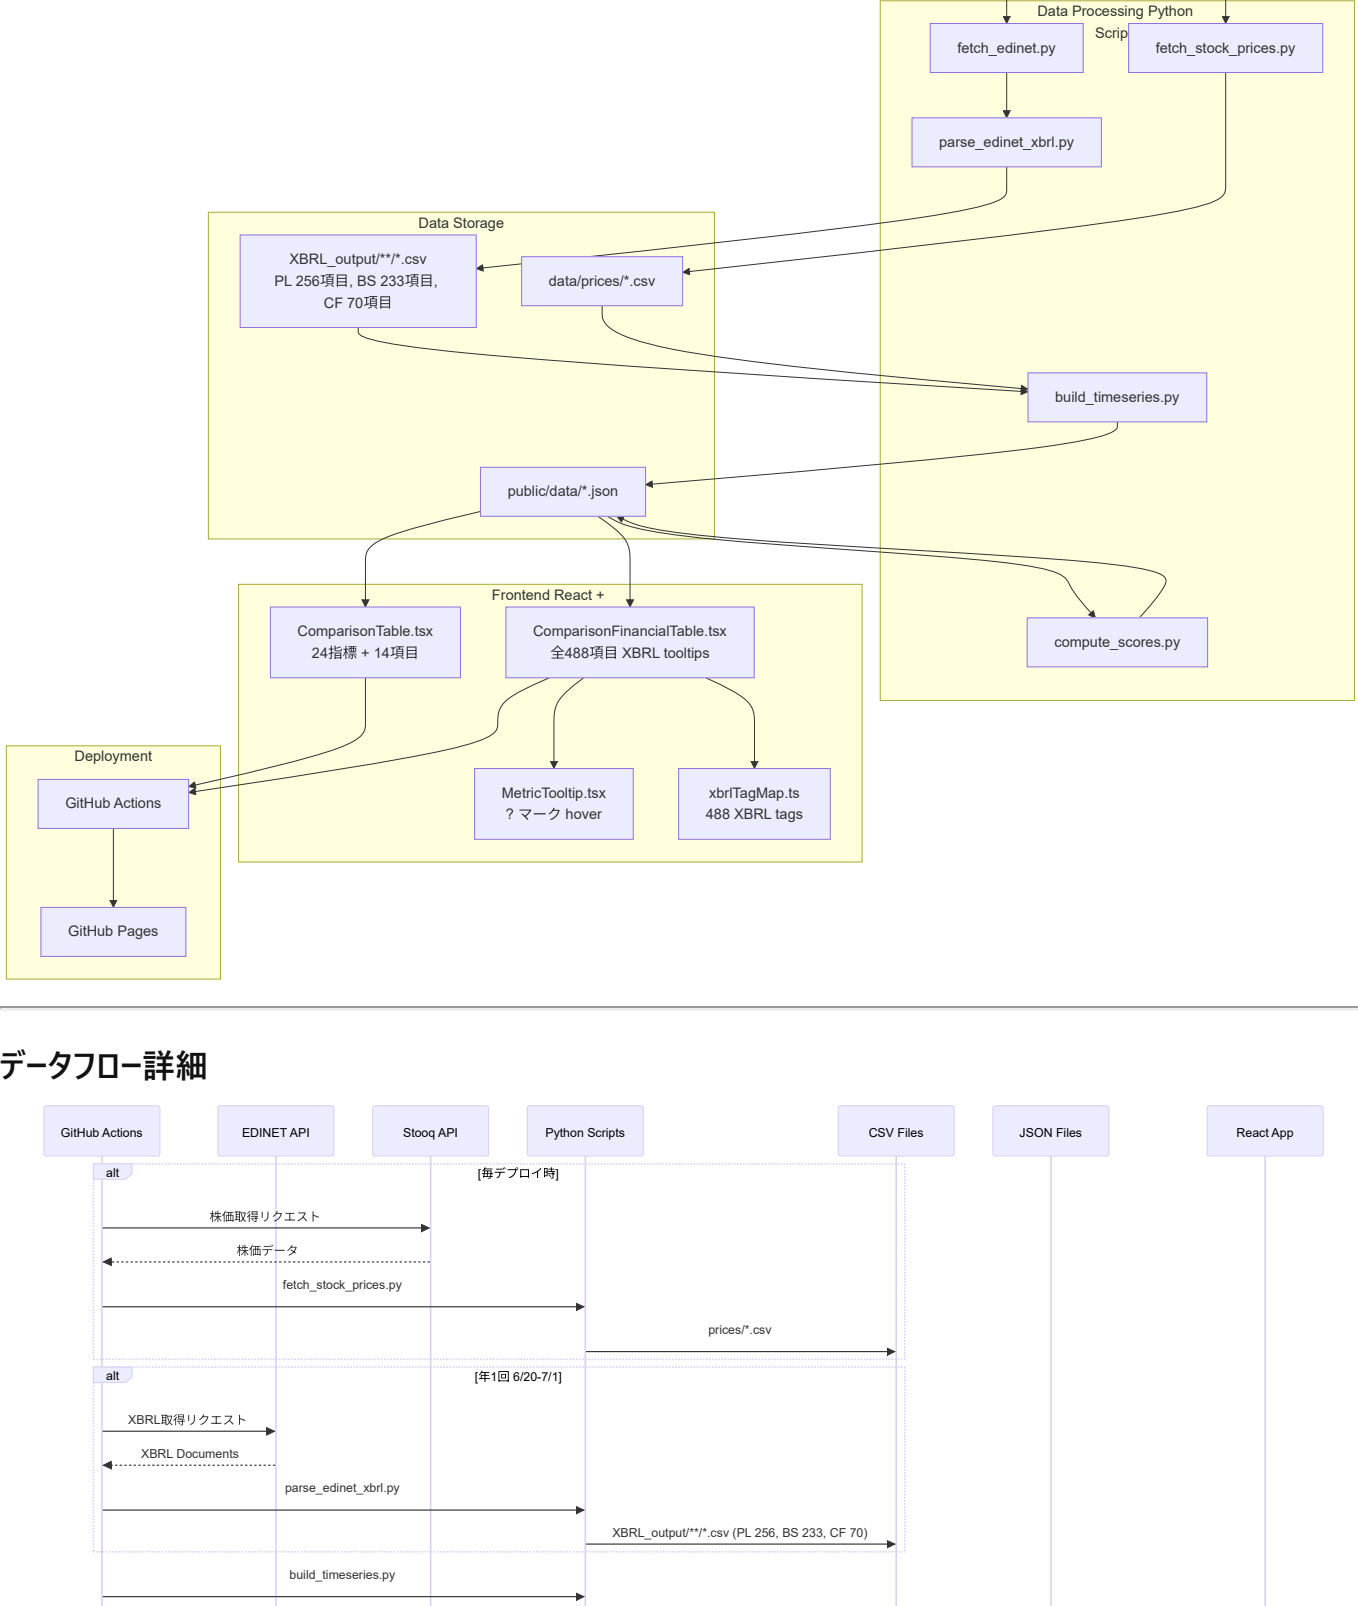 Data Processing Python
Scrip
fetch_edinet.py
fetch_stock_prices.py
parse_edinet_xbrl.py
Data Storage
XBRL_output/**/*.csv
PL 256項目, BS 233項目,
CF 70項目
data/prices/*.csv
build_timeseries.py
public/data/*.json
Frontend React +
ComparisonTable.tsx
24指標 + 14項目
ComparisonFinancialTable.tsx
全488項目 XBRL tooltips
compute_scores.py
Deployment
GitHub Actions
MetricTooltip.tsx
? マーク hover
xbrlTagMap.ts
488 XBRL tags
GitHub Pages
データフロー詳細
GitHub Actions
EDINET API
Stooq API
Python Scripts
CSV Files
JSON Files
React App
alt
[毎デプロイ時]
株価取得リクエスト
株価データ
fetch_stock_prices.py
prices/*.csv
alt
[年1回 6/20-7/1]
XBRL取得リクエスト
XBRL Documents
parse_edinet_xbrl.py
XBRL_output/**/*.csv (PL 256, BS 233, CF 70)
build_timeseries.py